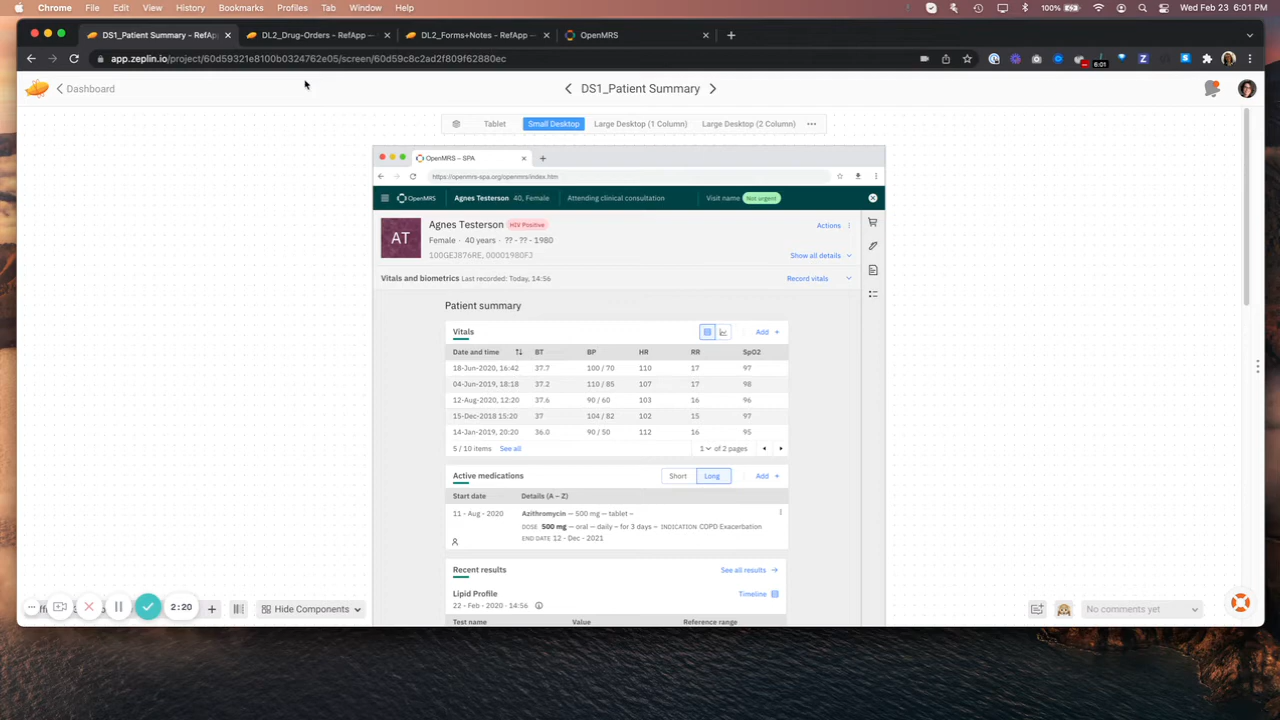 Chrome File Edit View History Bookmarks Profiles Tab Window Help 100% Wed Feb 23 6:01 PM
DS1_Patient Summary – RefAp DL2_Drug-Orders – RefApp – DL2_Forms+Notes – RefApp – OpenMRS
app.zeplin.io/project/60d59321e8100b0324762e05/screen/60d59c8c2ad2f809f62880ec 6:01
Dashboard DS1_Patient Summary
Tablet Small Desktop Large Desktop (1 Column) Large Desktop (2 Column)
OpenMRS – SPA
https://openmrs-spa.org/openmrs/index.htm
OpenMRS Agnes Testerson 40, Female Attending clinical consultation Visit name Not urgent
AT
Agnes Testerson HIV Positive Actions
Female · 40 years · ?? - ?? - 1980
100GEJ876RE, 00001980FJ Show all details
Vitals and biometrics Last recorded: Today, 14:56 Record vitals
Patient summary
Vitals Add +
Date and time BT BP HR RR SpO2
18-Jun-2020, 16:42 37.7 100 / 70 110 17 97
04-Jun-2019, 18:18 37.2 110 / 85 107 17 98
12-Aug-2020, 12:20 37.6 90 / 60 103 16 96
15-Dec-2018 15:20 37 104 / 82 102 15 97
14-Jan-2019, 20:20 36.0 90 / 50 112 16 95
5 / 10 items See all 1 of 2 pages
Active medications Short Long Add +
Start date Details (A – Z)
11 - Aug - 2020 Azithromycin — 500 mg — tablet –
DOSE 500 mg — oral — daily – for 3 days – INDICATION COPD Exacerbation
END DATE 12 - Dec - 2021
Recent results See all results
Lipid Profile Timeline
22 - Feb - 2020 · 14:56
Test name Value Reference range
2:20 Hide Components No comments yet